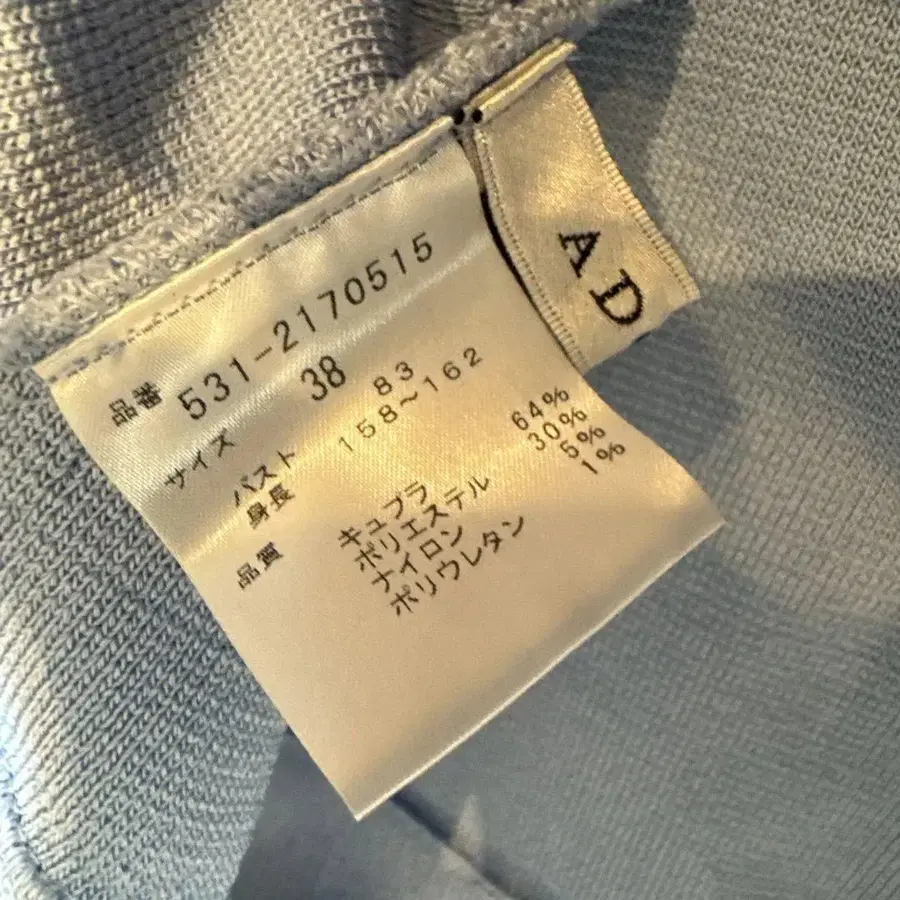 品番 531-2170515
サイズ 38
バスト 83
身長 158~162
品質 キュプラ 64%
ポリエステル 30%
ナイロン 5%
ポリウレタン 1%
AD